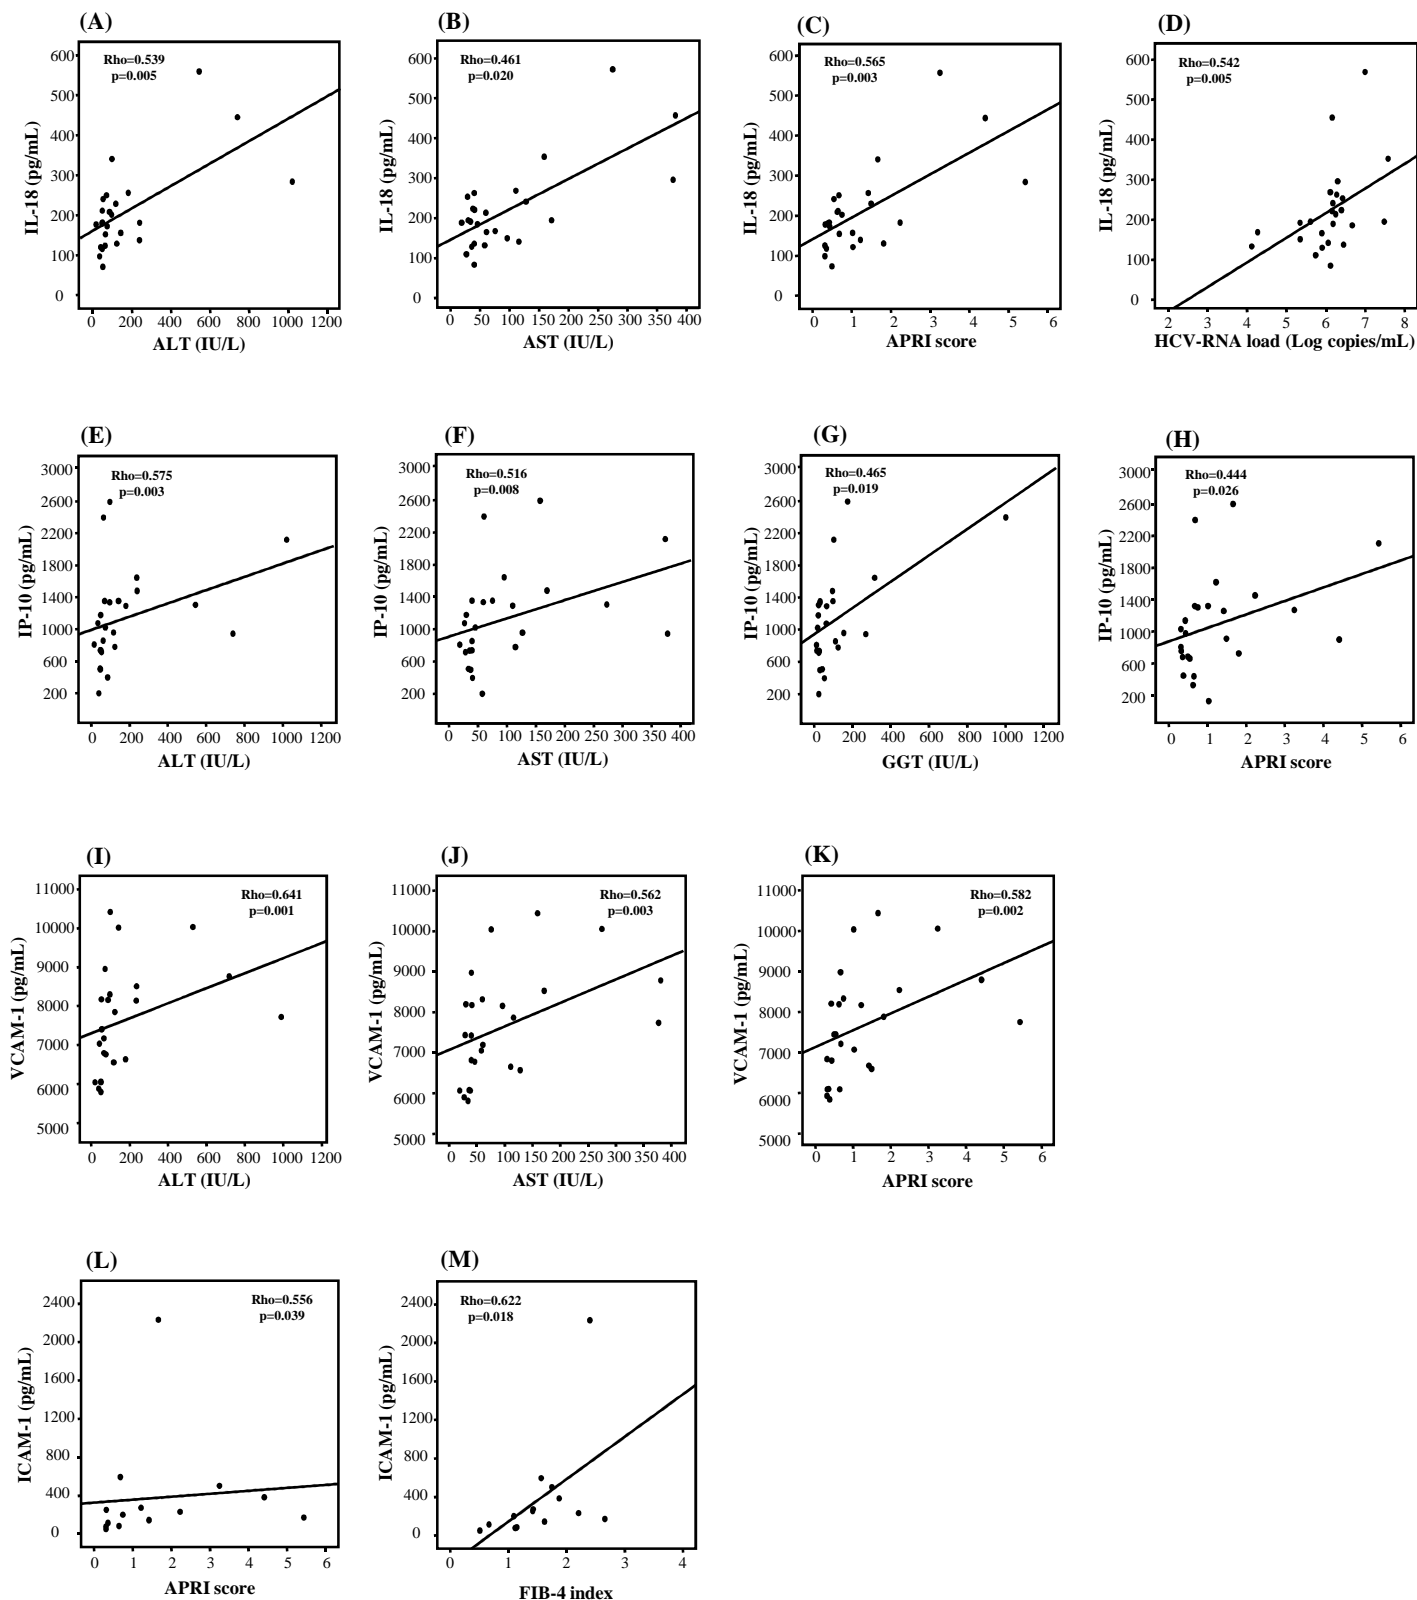 (A)
Rho=0.539
p=0.005
600
500
400
300
200
100
0
IL-18 (pg/mL)
0 200 400 600 800 1000 1200
ALT (IU/L)
(B)
Rho=0.461
p=0.020
600
500
400
300
200
100
0
IL-18 (pg/mL)
0 50 100 150 200 250 300 350 400
AST (IU/L)
(C)
Rho=0.565
p=0.003
600
500
400
300
200
100
0
IL-18 (pg/mL)
0 1 2 3 4 5 6
APRI score
(D)
Rho=0.542
p=0.005
600
500
400
300
200
100
0
IL-18 (pg/mL)
2 3 4 5 6 7 8
HCV-RNA load (Log copies/mL)
(E)
Rho=0.575
p=0.003
3000
2600
2200
1800
1400
1000
600
200
IP-10 (pg/mL)
0 200 400 600 800 1000 1200
ALT (IU/L)
(F)
Rho=0.516
p=0.008
3000
2600
2200
1800
1400
1000
600
200
IP-10 (pg/mL)
0 50 100 150 200 250 300 350 400
AST (IU/L)
(G)
Rho=0.465
p=0.019
3000
2600
2200
1800
1400
1000
600
200
IP-10 (pg/mL)
0 200 400 600 800 1000 1200
GGT (IU/L)
(H)
Rho=0.444
p=0.026
3000
2600
2200
1800
1400
1000
600
200
IP-10 (pg/mL)
0 1 2 3 4 5 6
APRI score
(I)
Rho=0.641
p=0.001
11000
10000
9000
8000
7000
6000
5000
VCAM-1 (pg/mL)
0 200 400 600 800 1000 1200
ALT (IU/L)
(J)
Rho=0.562
p=0.003
11000
10000
9000
8000
7000
6000
5000
VCAM-1 (pg/mL)
0 50 100 150 200 250 300 350 400
AST (IU/L)
(K)
Rho=0.582
p=0.002
11000
10000
9000
8000
7000
6000
5000
VCAM-1 (pg/mL)
0 1 2 3 4 5 6
APRI score
(L)
Rho=0.556
p=0.039
2400
2000
1600
1200
800
400
0
ICAM-1 (pg/mL)
0 1 2 3 4 5 6
APRI score
(M)
Rho=0.622
p=0.018
2400
2000
1600
1200
800
400
0
ICAM-1 (pg/mL)
0 1 2 3 4
FIB-4 index